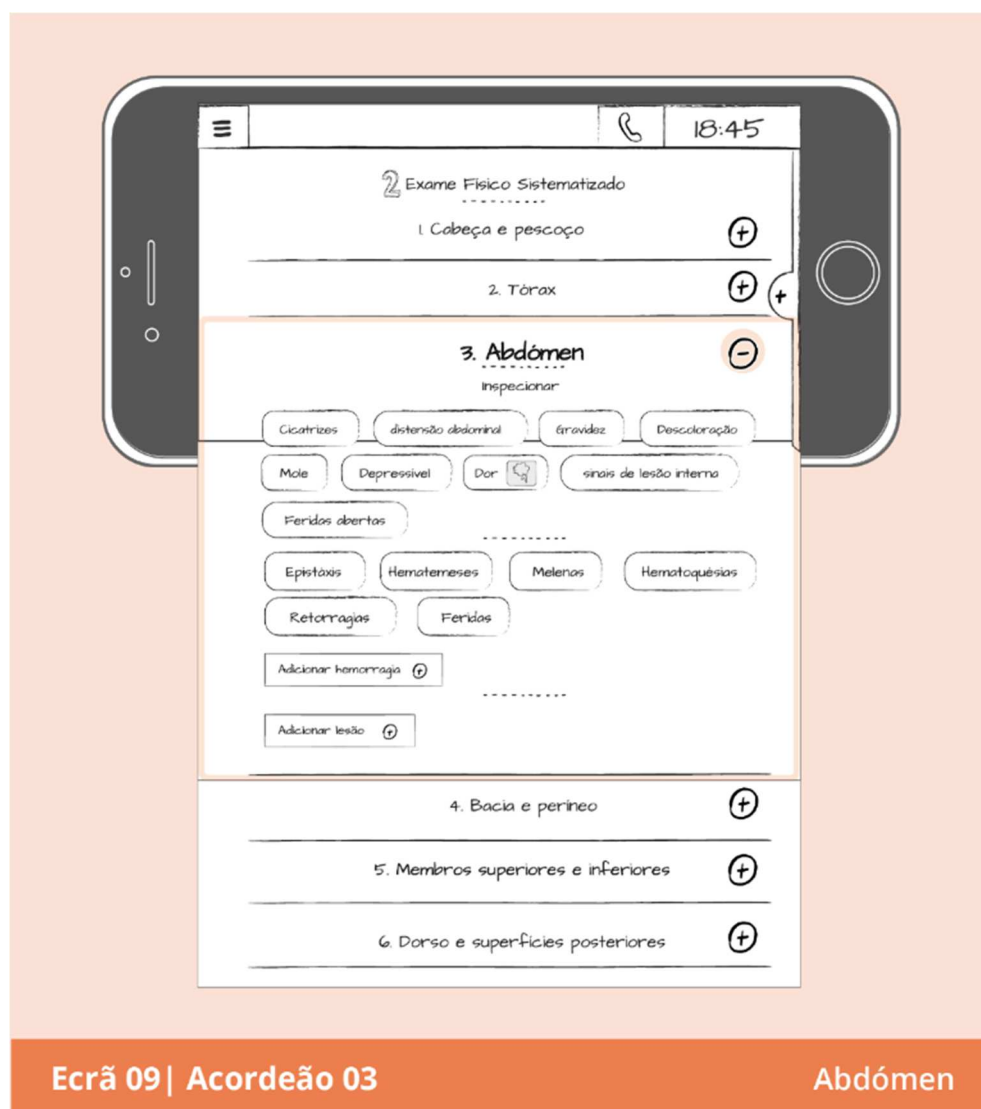 18:45
2 Exame Físico Sistematizado
1. Cabeça e pescoço
2. Tórax
3. Abdómen
Inspecionar
Cicatrizes distensão abdominal Gravidez Descoloração
Mole Depressível Dor sinais de lesão interna
Feridas abertas
Epistáxis Hematemeses Melenas Hematoquésias
Retorragias Feridas
Adicionar hemorragia
Adicionar lesão
4. Bacia e períneo
5. Membros superiores e inferiores
6. Dorso e superfícies posteriores
Ecrã 09| Acordeão 03 Abdómen